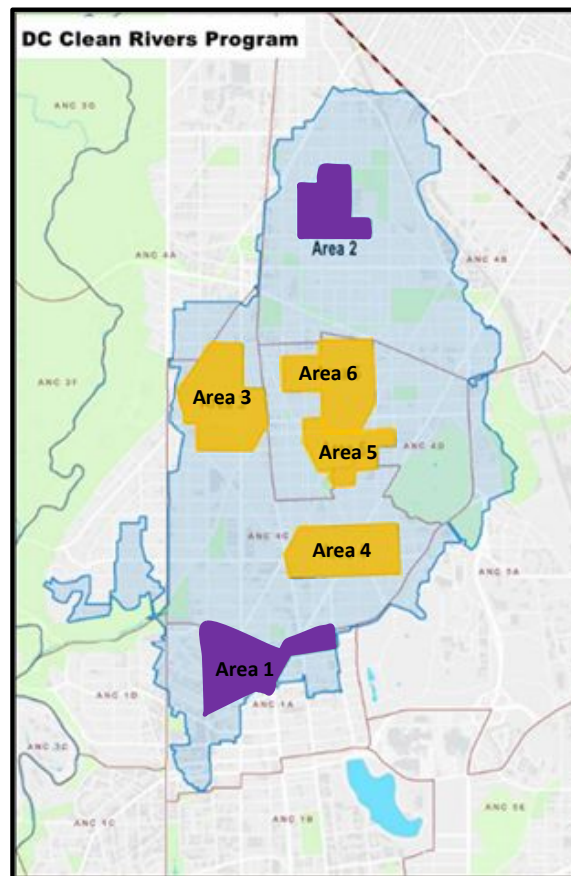 DC Clean Rivers Program
ANC 3G
ANC 4A
Area 2
ANC 4B
ANC 3F
Area 3
Area 6
Area 5
ANC 4D
ANC 4C
Area 4
ANC 5A
Area 1
ANC 1D
ANC 1A
ANC 3C
ANC 1C
ANC 1B
ANC 5E